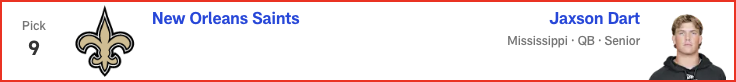 Pick
9
New Orleans Saints
Jaxson Dart
Mississippi · QB · Senior